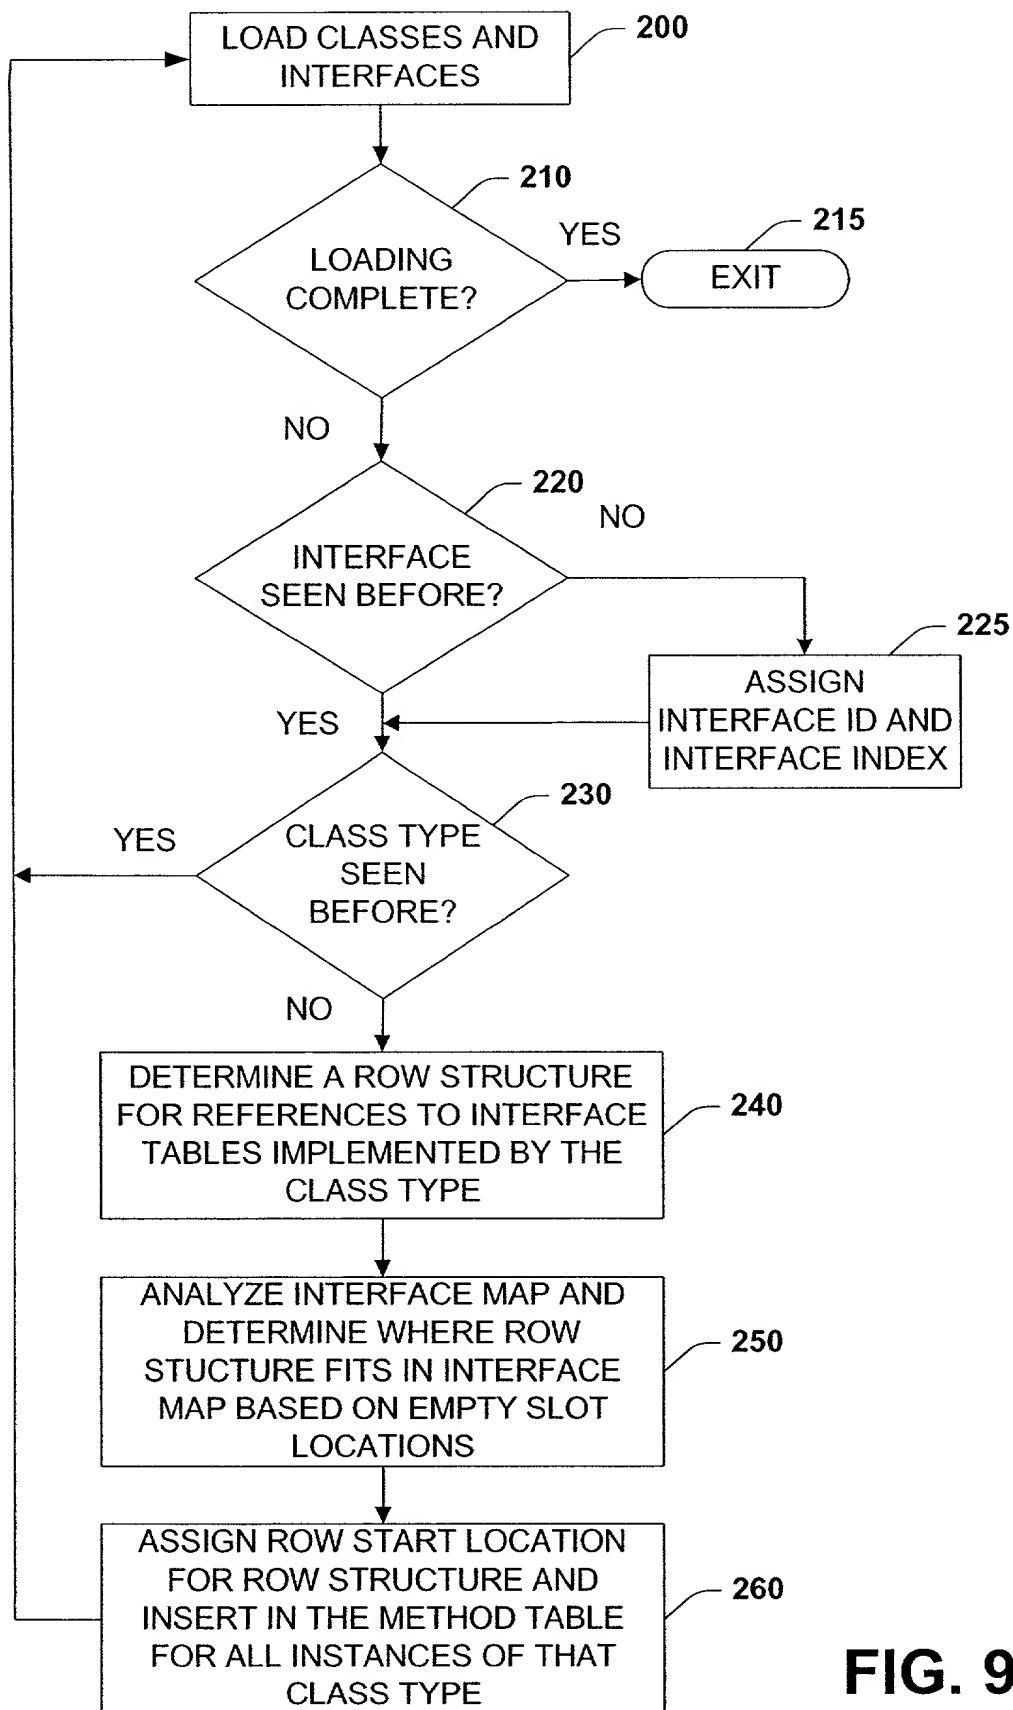 LOAD CLASSES AND
INTERFACES
200
210
LOADING
COMPLETE?
YES
215
EXIT
NO
220
INTERFACE
SEEN BEFORE?
NO
225
ASSIGN
INTERFACE ID AND
INTERFACE INDEX
YES
230
CLASS TYPE
SEEN
BEFORE?
YES
NO
DETERMINE A ROW STRUCTURE
FOR REFERENCES TO INTERFACE
TABLES IMPLEMENTED BY THE
CLASS TYPE
240
ANALYZE INTERFACE MAP AND
DETERMINE WHERE ROW
STUCTURE FITS IN INTERFACE
MAP BASED ON EMPTY SLOT
LOCATIONS
250
ASSIGN ROW START LOCATION
FOR ROW STRUCTURE AND
INSERT IN THE METHOD TABLE
FOR ALL INSTANCES OF THAT
CLASS TYPE
260
FIG. 9